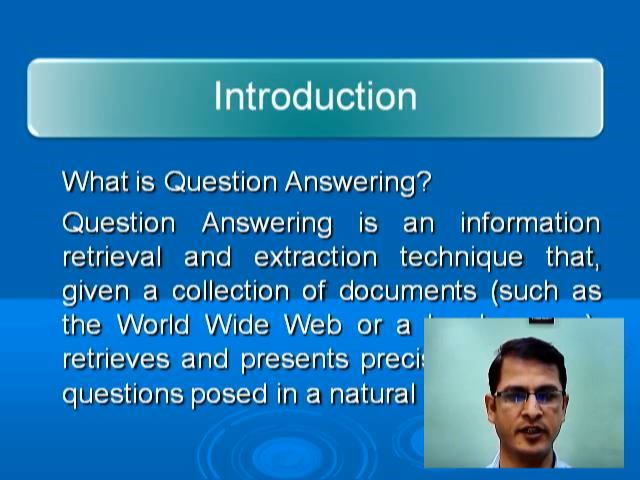 Introduction
What is Question Answering?
Question Answering is an information
retrieval and extraction technique that,
given a collection of documents (such as
the World Wide Web or a
retrieves and presents
questions posed in a natural